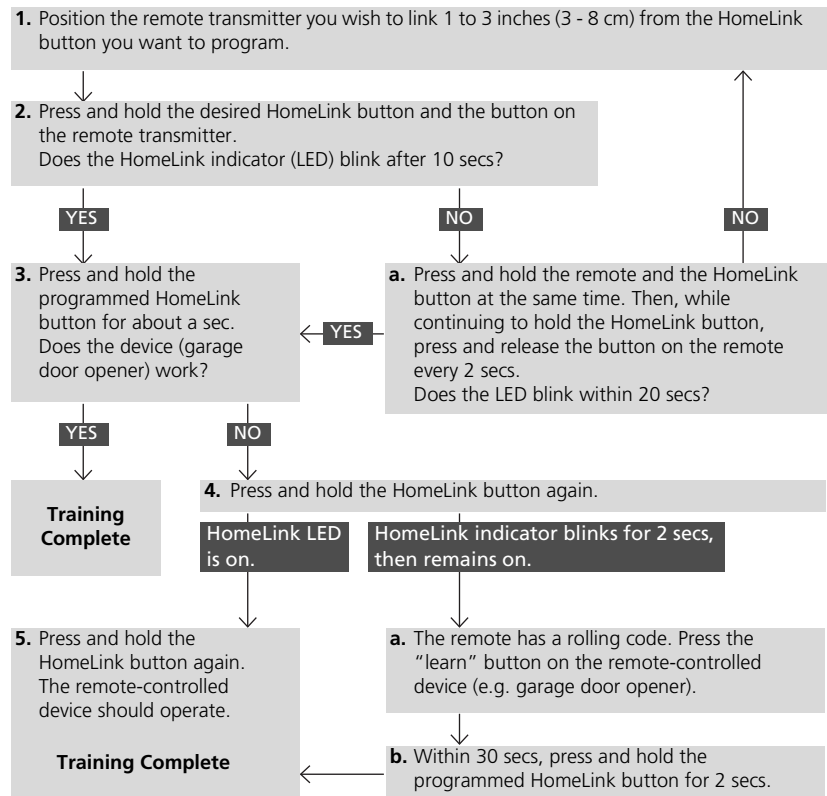 1. Position the remote transmitter you wish to link 1 to 3 inches (3 - 8 cm) from the HomeLink
button you want to program.
2. Press and hold the desired HomeLink button and the button on
the remote transmitter.
Does the HomeLink indicator (LED) blink after 10 secs?
YES
NO
NO
3. Press and hold the
programmed HomeLink
button for about a sec.
Does the device (garage
door opener) work?
YES
a. Press and hold the remote and the HomeLink
button at the same time. Then, while
continuing to hold the HomeLink button,
press and release the button on the remote
every 2 secs.
Does the LED blink within 20 secs?
YES
NO
Training
Complete
4. Press and hold the HomeLink button again.
HomeLink LED
is on.
HomeLink indicator blinks for 2 secs,
then remains on.
5. Press and hold the
HomeLink button again.
The remote-controlled
device should operate.
Training Complete
a. The remote has a rolling code. Press the
“learn” button on the remote-controlled
device (e.g. garage door opener).
b. Within 30 secs, press and hold the
programmed HomeLink button for 2 secs.